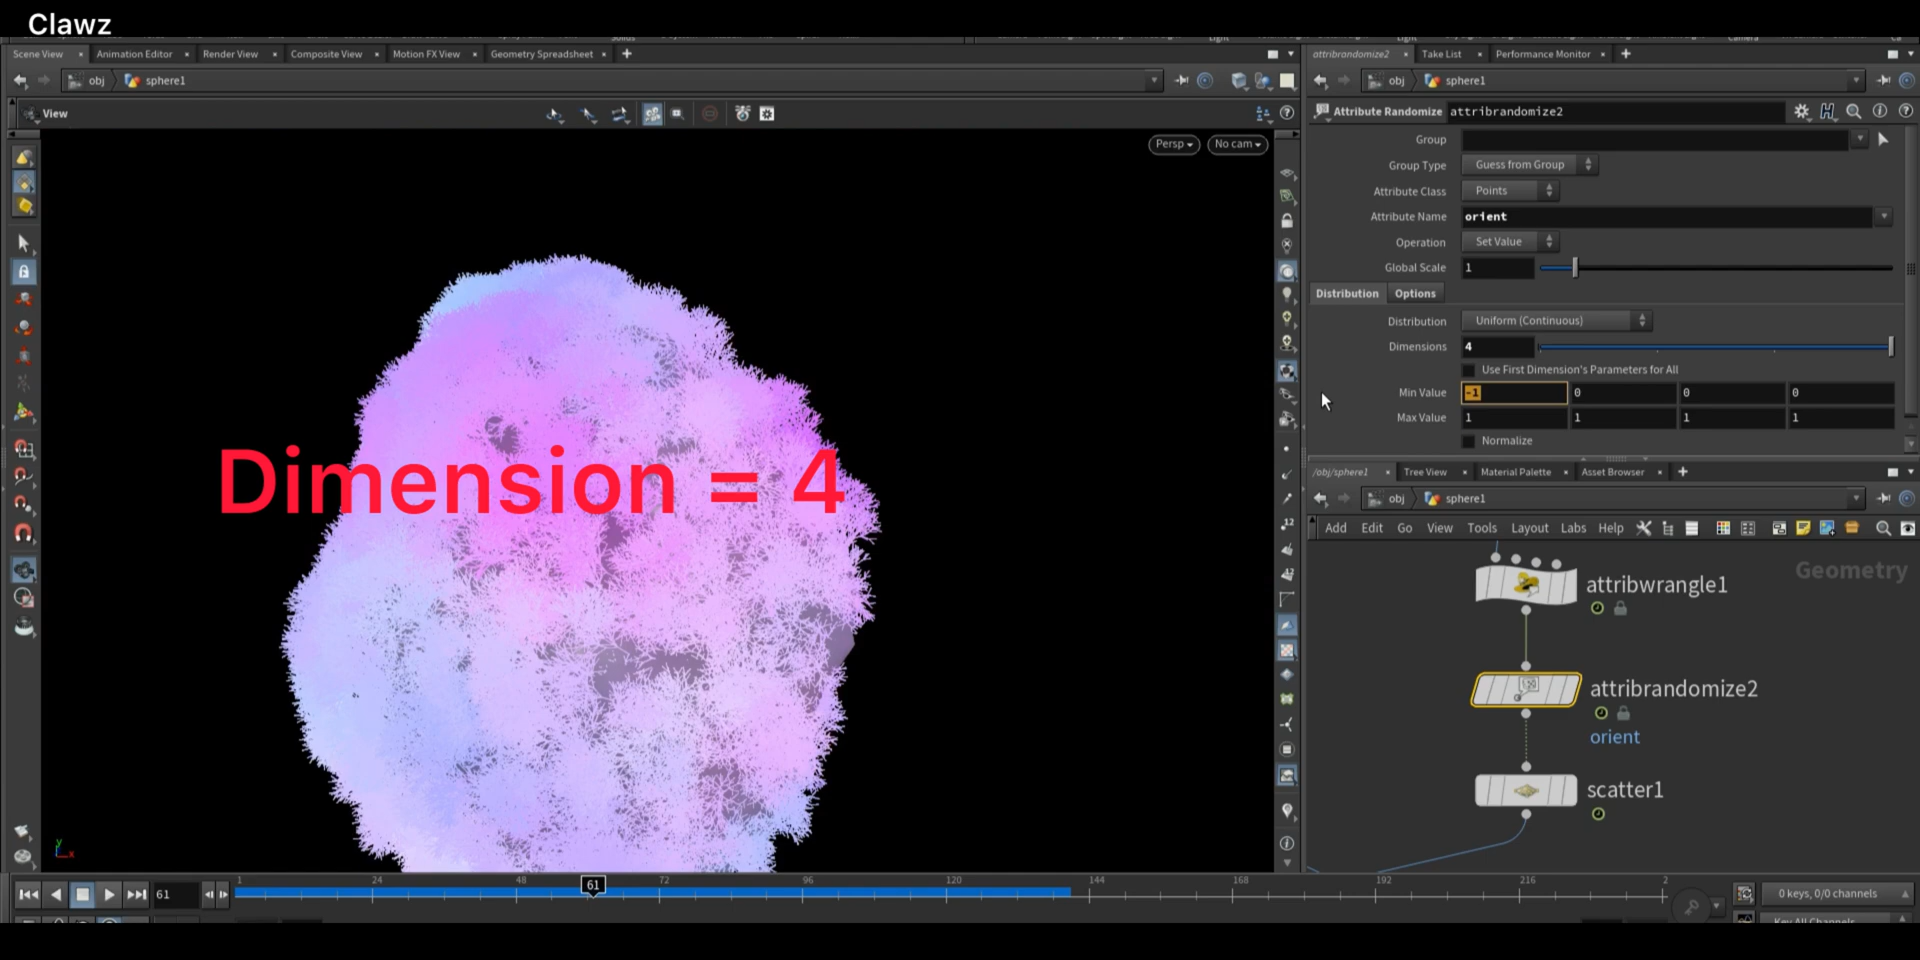 Clawz
Scene View
Animation Editor
Render View
Composite View
Motion FX View
Geometry Spreadsheet
obj
sphere1
View
Persp
No cam
Dimension = 4
attribrandomize2
Take List
Performance Monitor
obj
sphere1
Attribute Randomize attribrandomize2
Group
Group Type Guess from Group
Attribute Class Points
Attribute Name orient
Operation Set Value
Global Scale 1
Distribution Options
Distribution Uniform (Continuous)
Dimensions 4
Use First Dimension's Parameters for All
Min Value -1 0 0 0
Max Value 1 1 1 1
Normalize
/obj/sphere1
Tree View
Material Palette
Asset Browser
obj
sphere1
Add Edit Go View Tools Layout Labs Help
Geometry
attribwrangle1
attribrandomize2
orient
scatter1
61
1 24 48 61 72 96 120 144 168 192 216 2
0 keys, 0/0 channels
Key All Channels